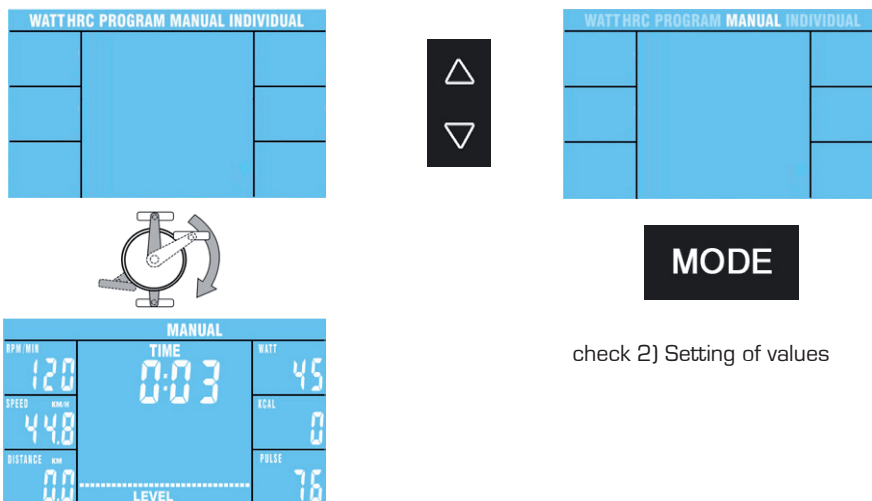 WATT HRC PROGRAM MANUAL INDIVIDUAL
WATT HRC PROGRAM MANUAL INDIVIDUAL
MODE
check 2) Setting of values
MANUAL
RPM/MIN
120
TIME
0:03
WATT
45
SPEED KM/H
44.8
KCAL
0
DISTANCE KM
0.0
PULSE
76
LEVEL